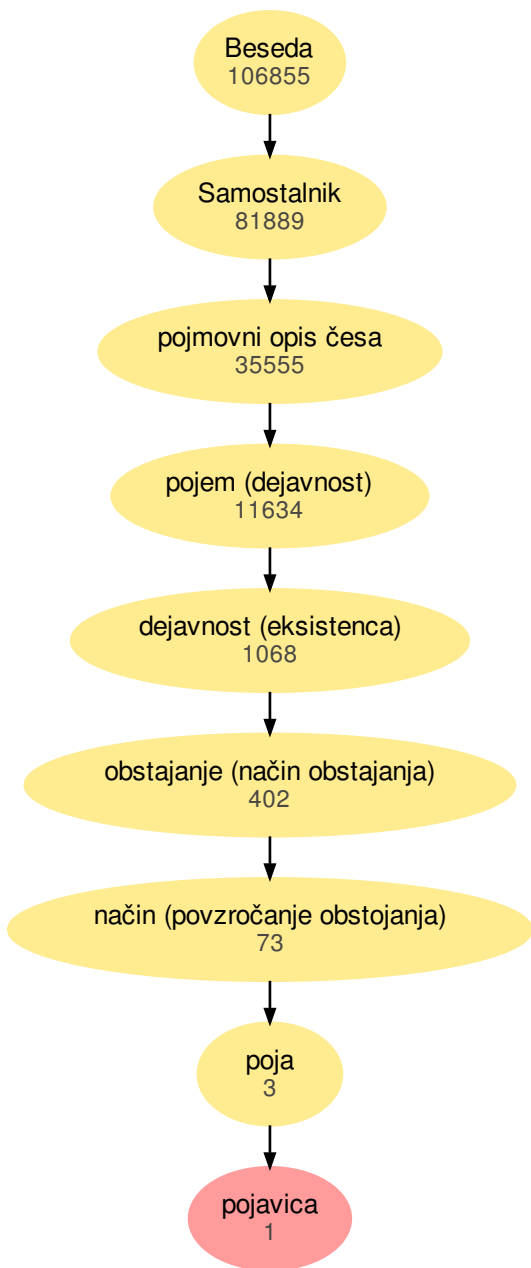 Beseda
106855
Samostalnik
81889
pojmovni opis česa
35555
pojem (dejavnost)
11634
dejavnost (eksistenca)
1068
obstajanje (način obstajanja)
402
način (povzročanje obstojanja)
73
poja
3
pojavica
1